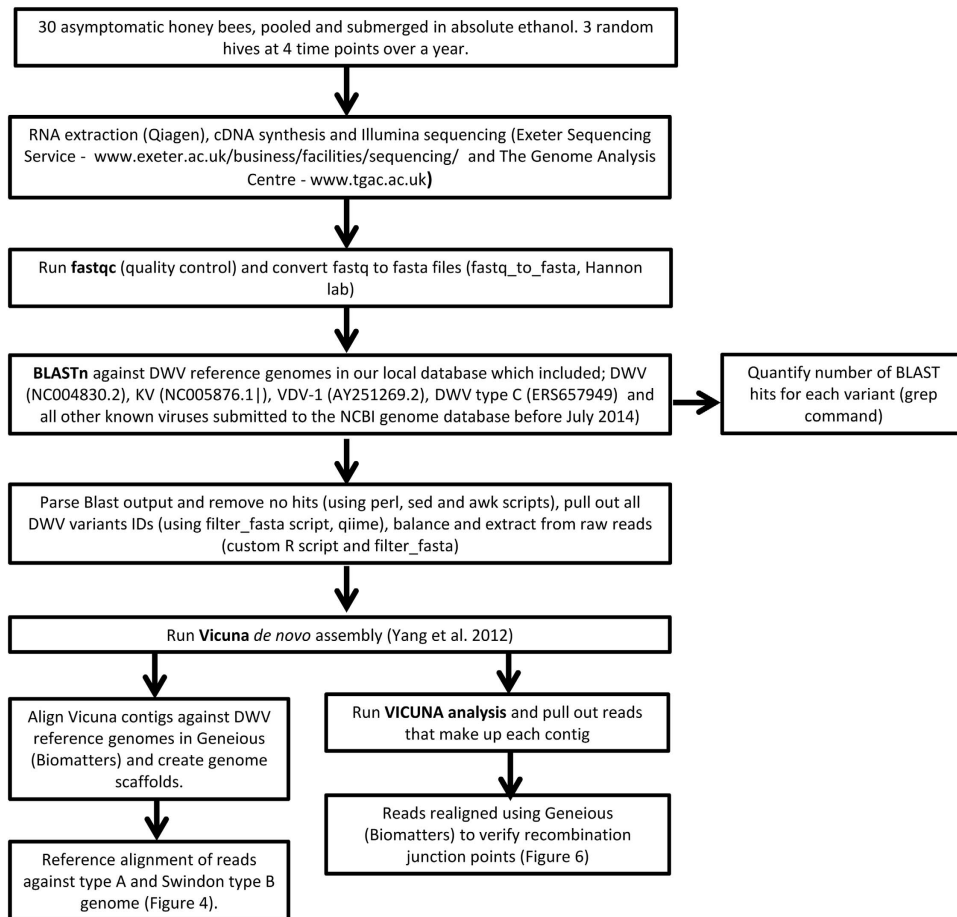 30 asymptomatic honey bees, pooled and submerged in absolute ethanol. 3 random
hives at 4 time points over a year.
RNA extraction (Qiagen), cDNA synthesis and Illumina sequencing (Exeter Sequencing
Service -  www.exeter.ac.uk/business/facilities/sequencing/  and The Genome Analysis
Centre - www.tgac.ac.uk)
Run fastqc (quality control) and convert fastq to fasta files (fastq_to_fasta, Hannon
lab)
BLASTn against DWV reference genomes in our local database which included; DWV
(NC004830.2), KV (NC005876.1|), VDV-1 (AY251269.2), DWV type C (ERS657949)  and
all other known viruses submitted to the NCBI genome database before July 2014)
Quantify number of BLAST
hits for each variant (grep
command)
Parse Blast output and remove no hits (using perl, sed and awk scripts), pull out all
DWV variants IDs (using filter_fasta script, qiime), balance and extract from raw reads
(custom R script and filter_fasta)
Run Vicuna de novo assembly (Yang et al. 2012)
Align Vicuna contigs against DWV
reference genomes in Geneious
(Biomatters) and create genome
scaffolds.
Reference alignment of reads
against type A and Swindon type B
genome (Figure 4).
Run VICUNA analysis and pull out reads
that make up each contig
Reads realigned using Geneious
(Biomatters) to verify recombination
junction points (Figure 6)